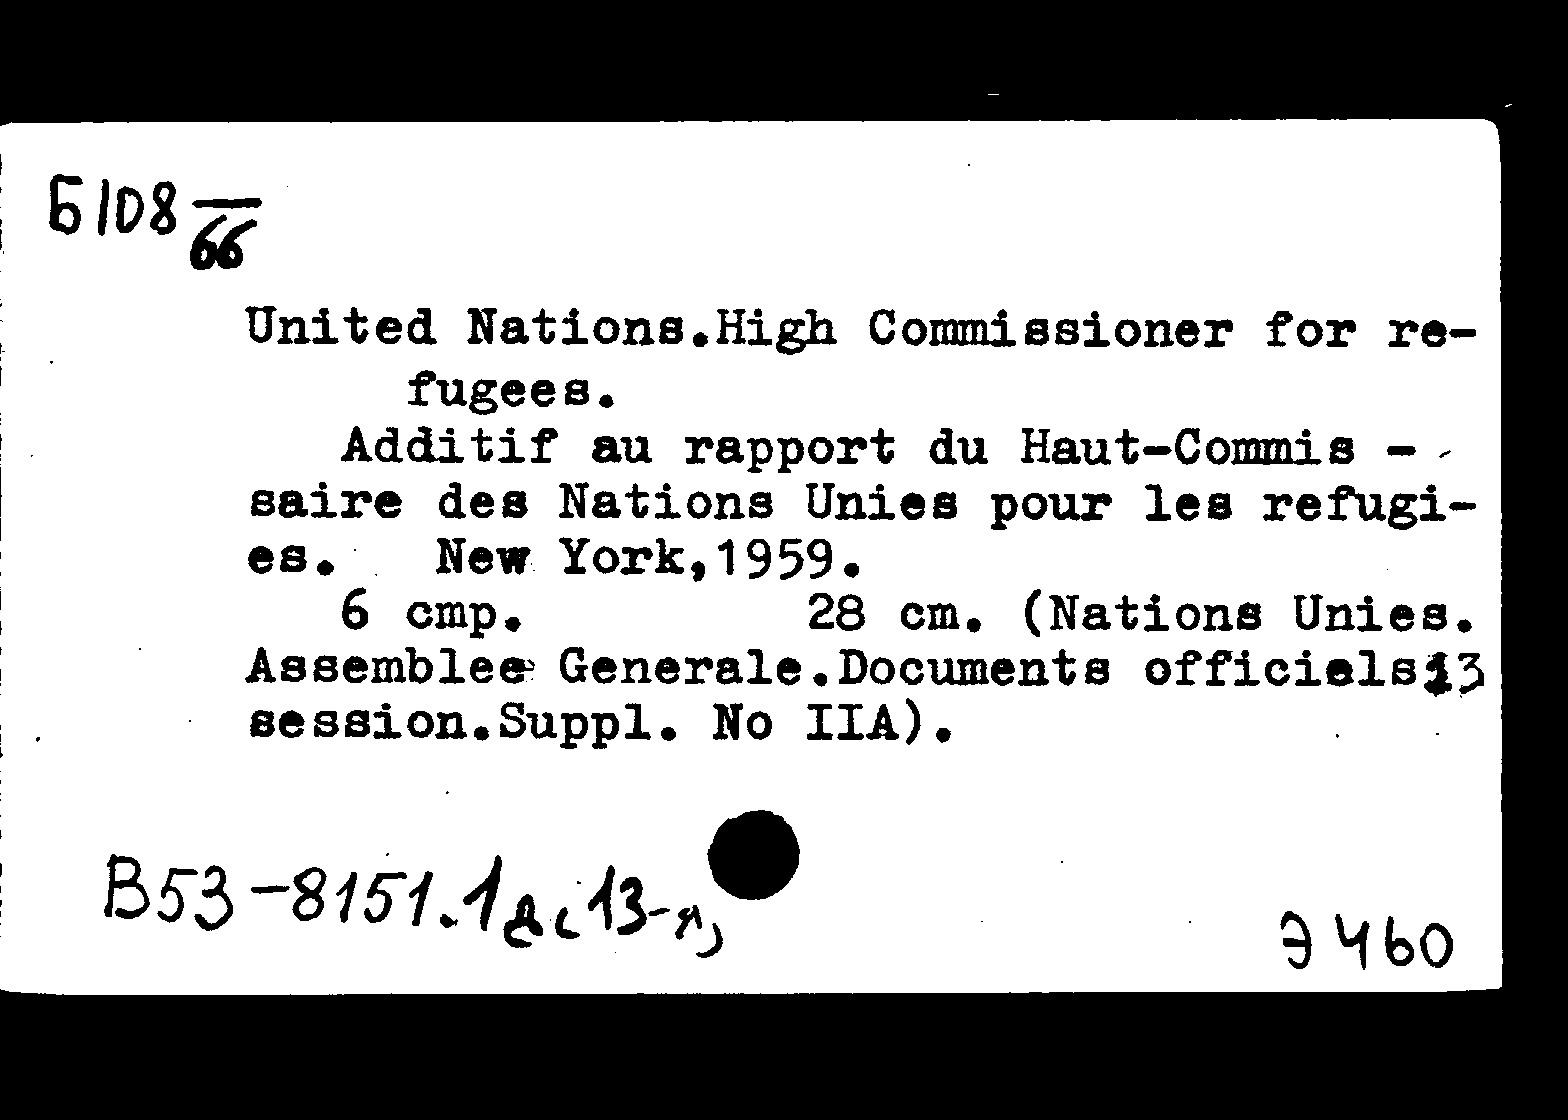 Б108 66
United Nations.High Commissioner for re-
fugees.
Additif au rapport du Haut-Commis -
saire des Nations Unies pour les refugi-
es. New York,1959.
6 cmp. 28 cm. (Nations Unies.
Assemblee Generale.Documents officiels 13
session.Suppl. No IIA).
B53-8151.1
Э460